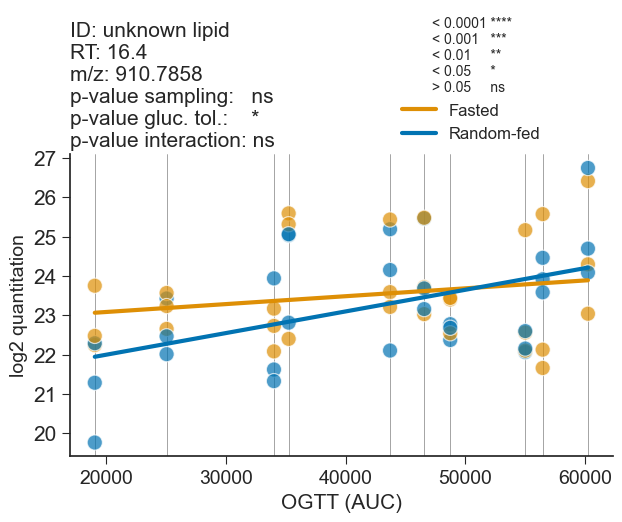 ID: unknown lipid
RT: 16.4
m/z: 910.7858
p-value sampling: ns
p-value gluc. tol.: *
p-value interaction: ns
< 0.0001 ****
< 0.001 ***
< 0.01 **
< 0.05 *
> 0.05 ns
Fasted
Random-fed
27
26
25
24
23
22
21
20
log2 quantitation
20000 30000 40000 50000 60000
OGTT (AUC)